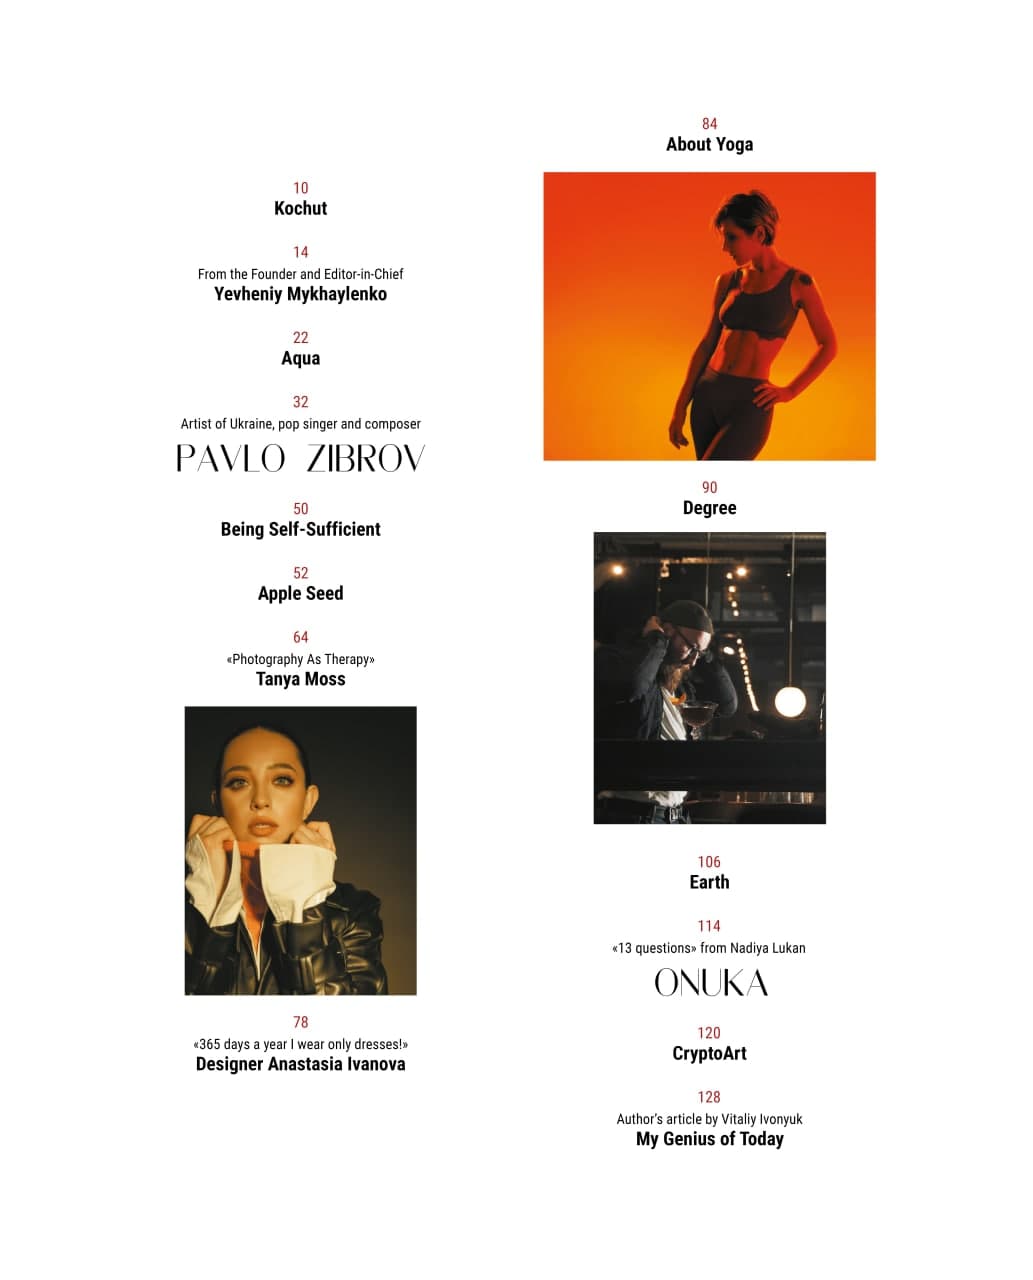 10
Kochut
14
From the Founder and Editor-in-Chief
Yevheniy Mykhaylenko
22
Aqua
32
Artist of Ukraine, pop singer and composer
PAVLO ZIBROV
50
Being Self-Sufficient
52
Apple Seed
64
«Photography As Therapy»
Tanya Moss
78
«365 days a year I wear only dresses!»
Designer Anastasia Ivanova
84
About Yoga
90
Degree
106
Earth
114
«13 questions» from Nadiya Lukan
ONUKA
120
CryptoArt
128
Author's article by Vitaliy Ivonyuk
My Genius of Today